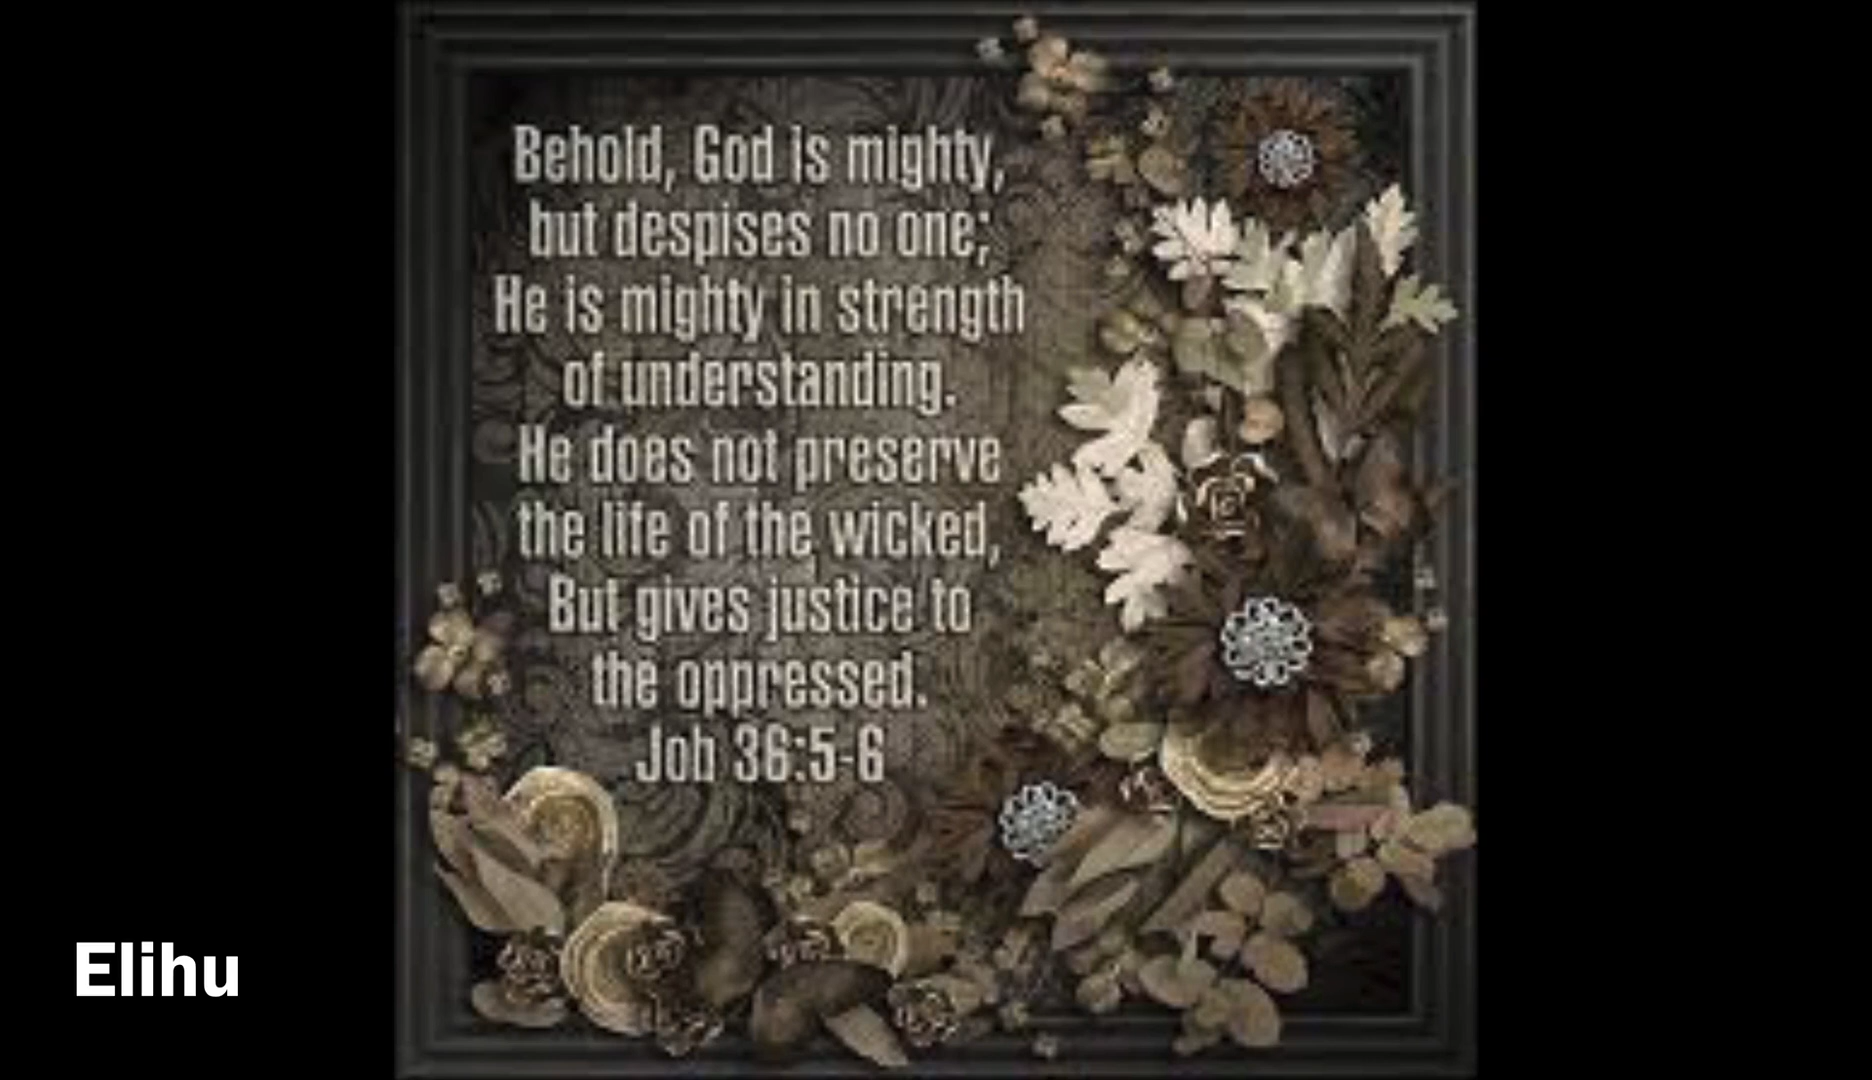 Behold, God is mighty,
but despises no one;
He is mighty in strength
of understanding.
He does not preserve
the life of the wicked,
But gives justice to
the oppressed.
Job 36:5-6
Elihu